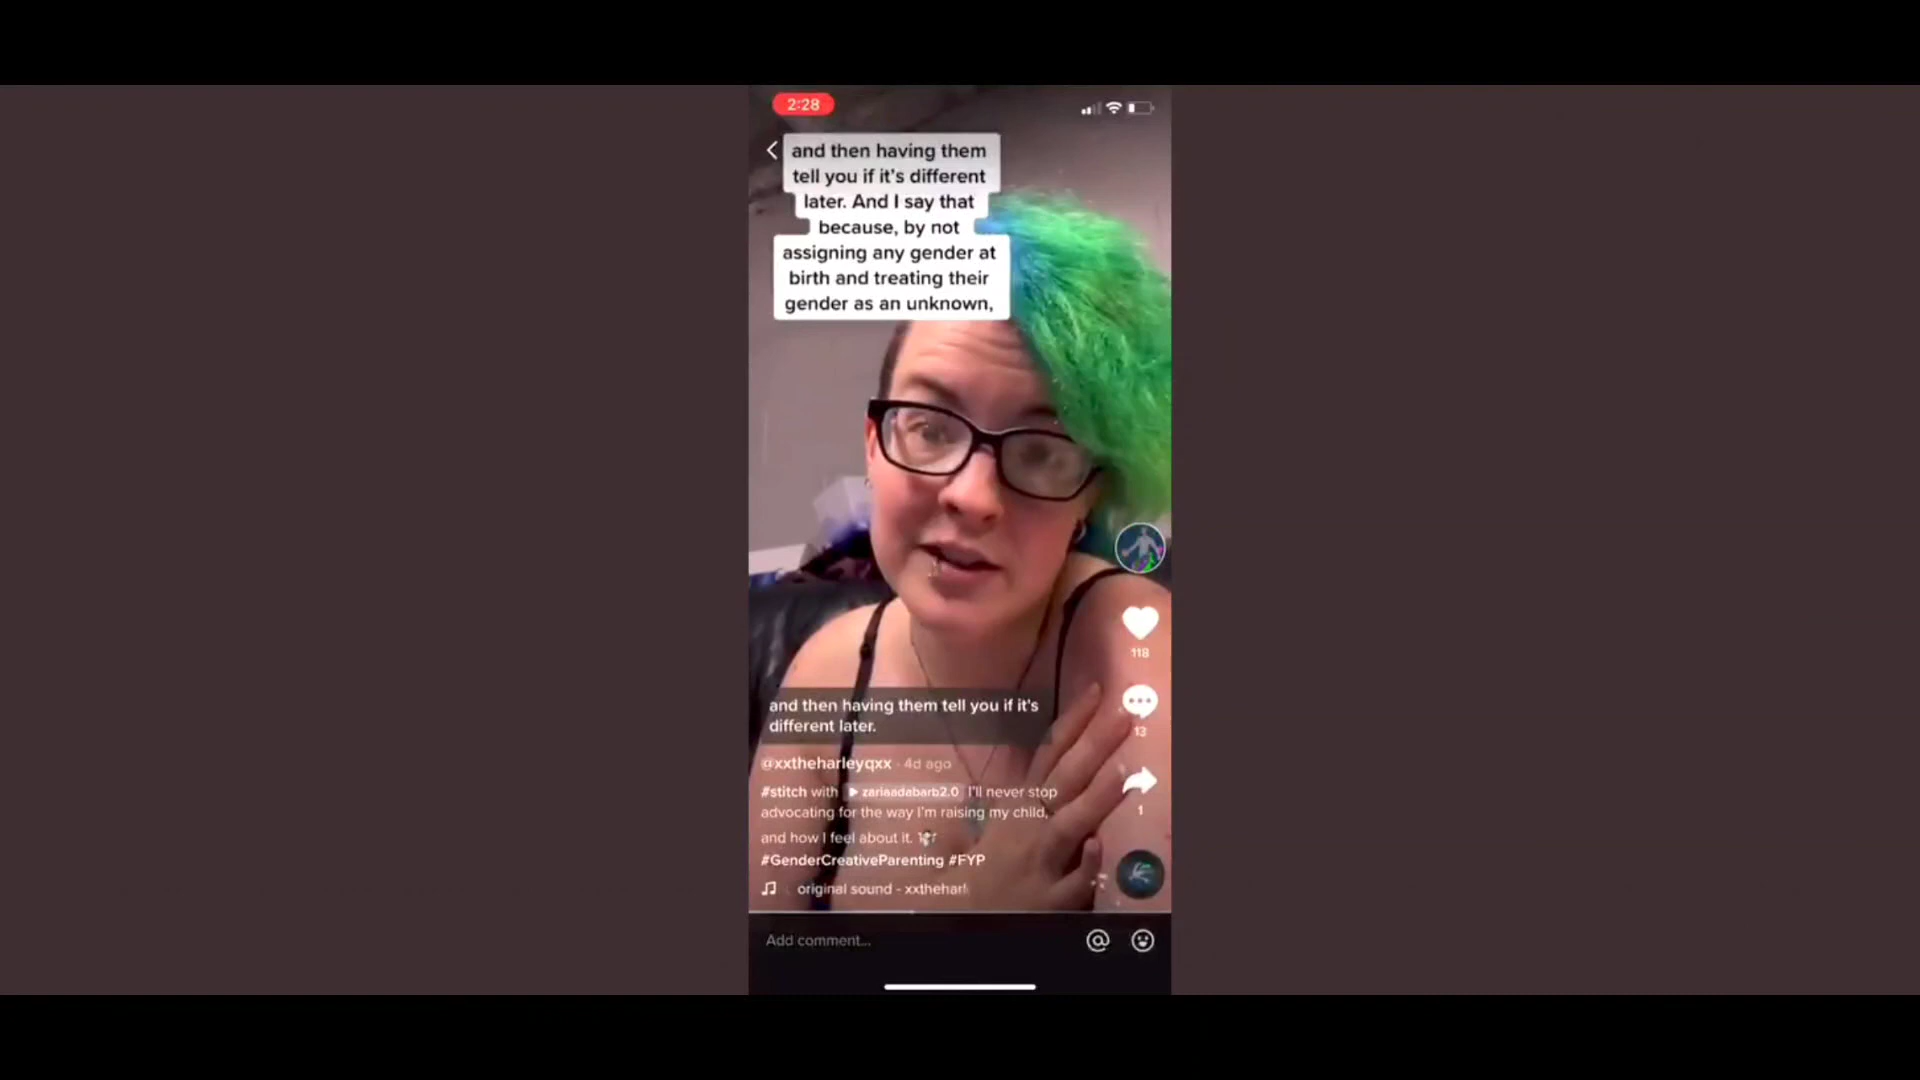 2:28
and then having them
tell you if it's different
later. And I say that
because, by not
assigning any gender at
birth and treating their
gender as an unknown,
118
and then having them tell you if it's
different later.
13
@xxtheharleyqxx · 4d ago
#stitch with zariaadabarb2.0 I'll never stop
advocating for the way I'm raising my child,
and how I feel about it.
1
#GenderCreativeParenting #FYP
original sound - xxtheharl
Add comment...